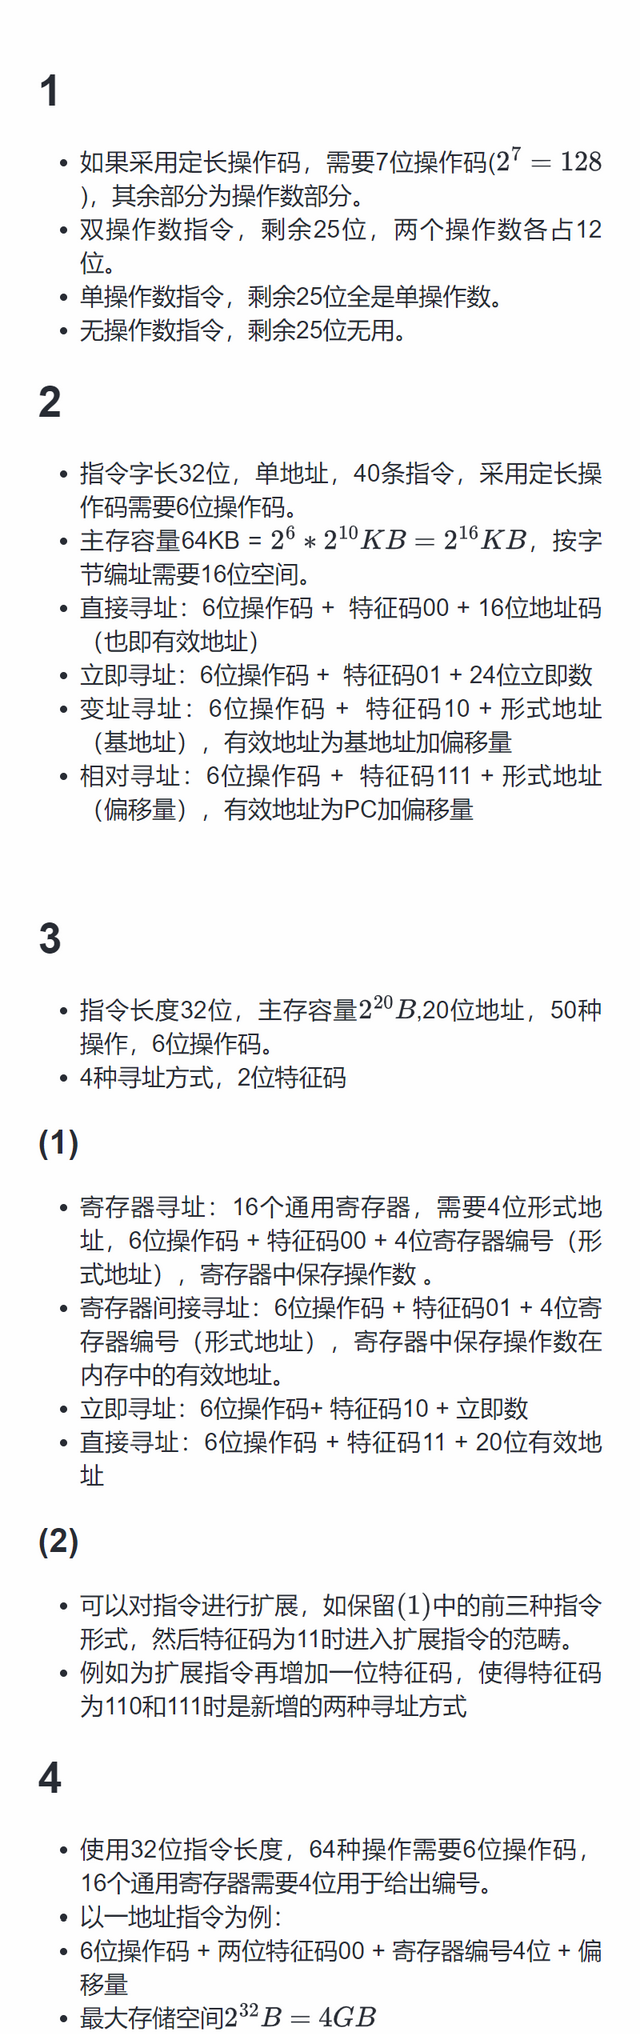 1
如果采用定长操作码，需要7位操作码(2^7 = 128
)，其余部分为操作数部分。
双操作数指令，剩余25位，两个操作数各占12
位。
单操作数指令，剩余25位全是单操作数。
无操作数指令，剩余25位无用。
2
指令字长32位，单地址，40条指令，采用定长操
作码需要6位操作码。
主存容量64KB = 2^6 * 2^10 KB = 2^16 KB，按字
节编址需要16位空间。
直接寻址：6位操作码 + 特征码00 + 16位地址码
（也即有效地址）
立即寻址：6位操作码 + 特征码01 + 24位立即数
变址寻址：6位操作码 + 特征码10 + 形式地址
（基地址），有效地址为基地址加偏移量
相对寻址：6位操作码 + 特征码111 + 形式地址
（偏移量），有效地址为PC加偏移量
3
指令长度32位，主存容量2^20 B,20位地址，50种
操作，6位操作码。
4种寻址方式，2位特征码
(1)
寄存器寻址：16个通用寄存器，需要4位形式地
址，6位操作码 + 特征码00 + 4位寄存器编号（形
式地址），寄存器中保存操作数 。
寄存器间接寻址：6位操作码 + 特征码01 + 4位寄
存器编号（形式地址），寄存器中保存操作数在
内存中的有效地址。
立即寻址：6位操作码+ 特征码10 + 立即数
直接寻址：6位操作码 + 特征码11 + 20位有效地
址
(2)
可以对指令进行扩展，如保留(1)中的前三种指令
形式，然后特征码为11时进入扩展指令的范畴。
例如为扩展指令再增加一位特征码，使得特征码
为110和111时是新增的两种寻址方式
4
使用32位指令长度，64种操作需要6位操作码，
16个通用寄存器需要4位用于给出编号。
以一地址指令为例：
6位操作码 + 两位特征码00 + 寄存器编号4位 + 偏
移量
最大存储空间2^32 B = 4GB